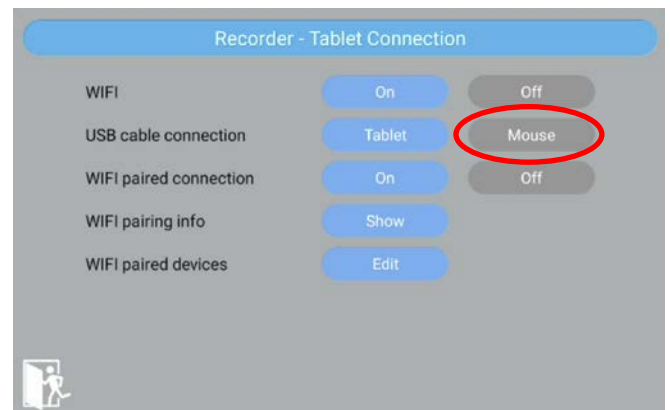 Recorder - Tablet Connection
WIFI On Off
USB cable connection Tablet Mouse
WIFI paired connection On Off
WIFI pairing info Show
WIFI paired devices Edit